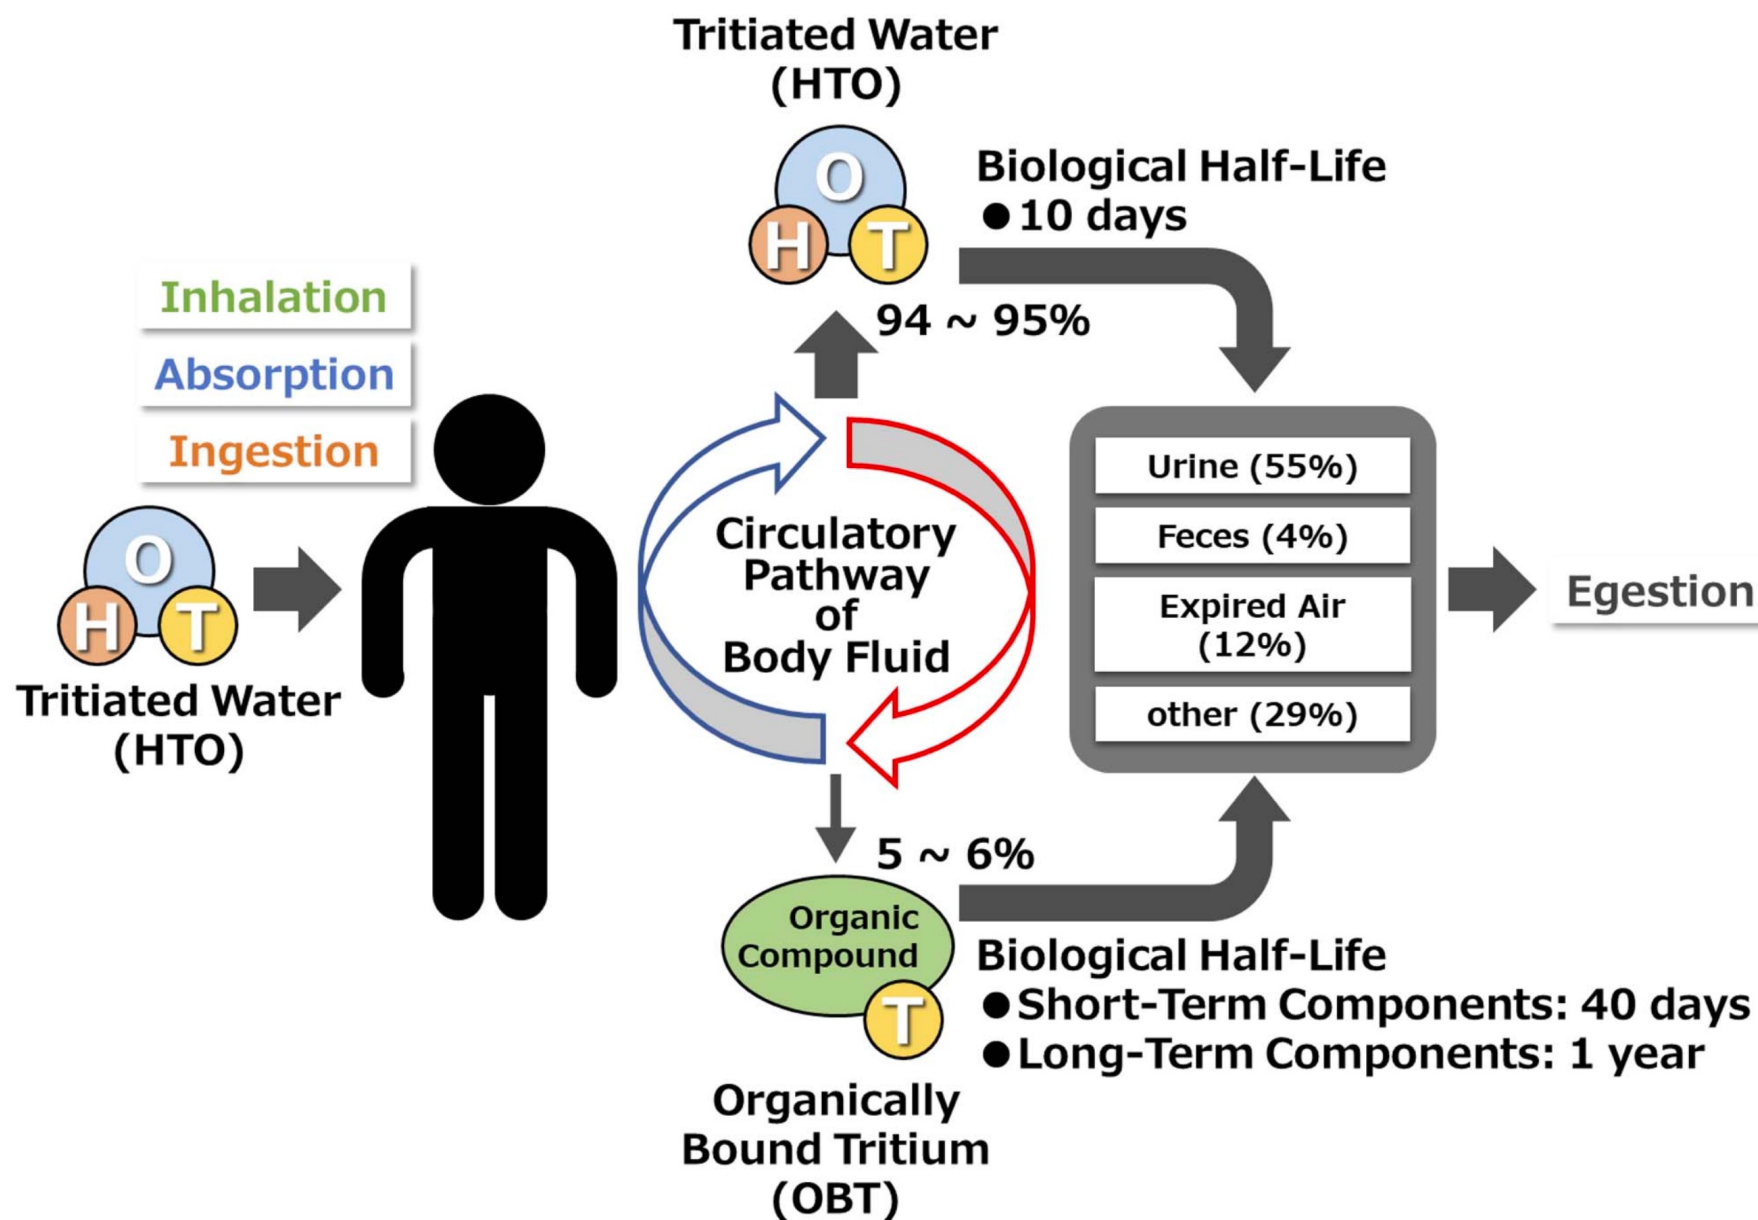 Tritiated Water
(HTO)
O
H T
Biological Half-Life
● 10 days
94 ~ 95%
Inhalation
Absorption
Ingestion
O
H T
Tritiated Water
(HTO)
Circulatory
Pathway
of
Body Fluid
Urine (55%)
Feces (4%)
Expired Air
(12%)
other (29%)
Egestion
5 ~ 6%
Organic
Compound
T
Organically
Bound Tritium
(OBT)
Biological Half-Life
● Short-Term Components: 40 days
● Long-Term Components: 1 year